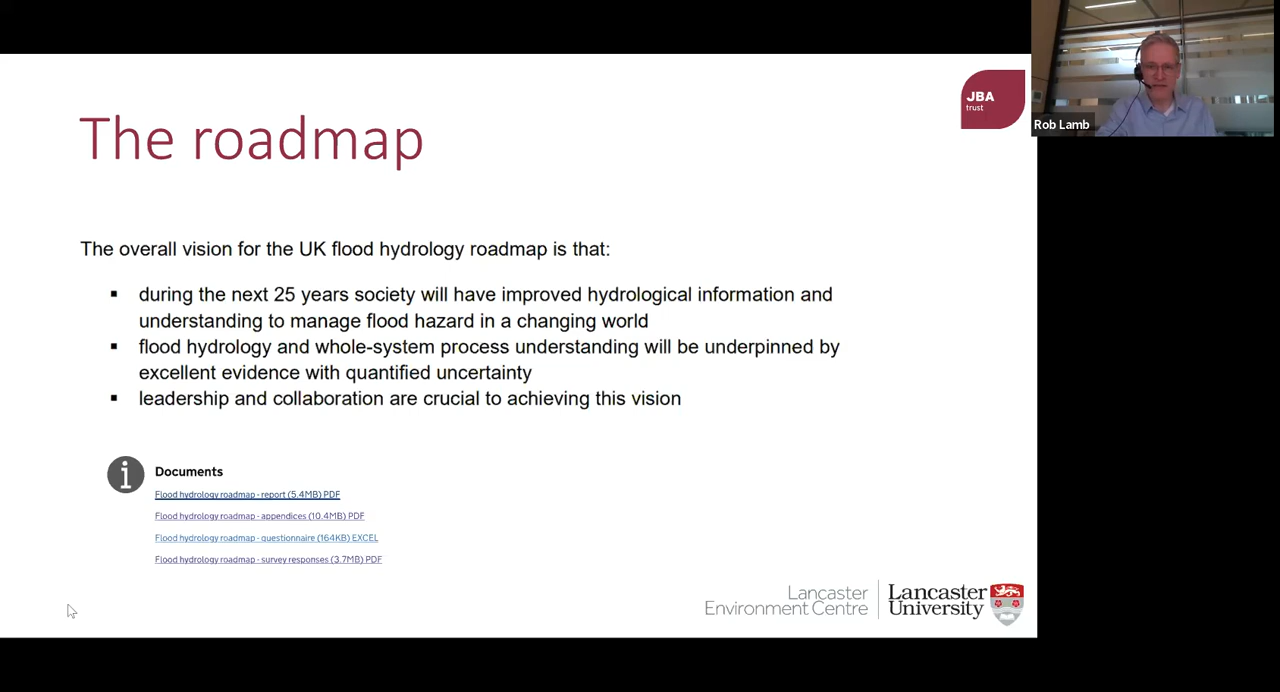 The roadmap
JBA
trust
Rob Lamb
The overall vision for the UK flood hydrology roadmap is that:
▪ during the next 25 years society will have improved hydrological information and
understanding to manage flood hazard in a changing world
▪ flood hydrology and whole-system process understanding will be underpinned by
excellent evidence with quantified uncertainty
▪ leadership and collaboration are crucial to achieving this vision
i
Documents
Flood hydrology roadmap - report (5.4MB) PDF
Flood hydrology roadmap - appendices (10.4MB) PDF
Flood hydrology roadmap - questionnaire (164KB) EXCEL
Flood hydrology roadmap - survey responses (3.7MB) PDF
Lancaster
Environment Centre
Lancaster
University